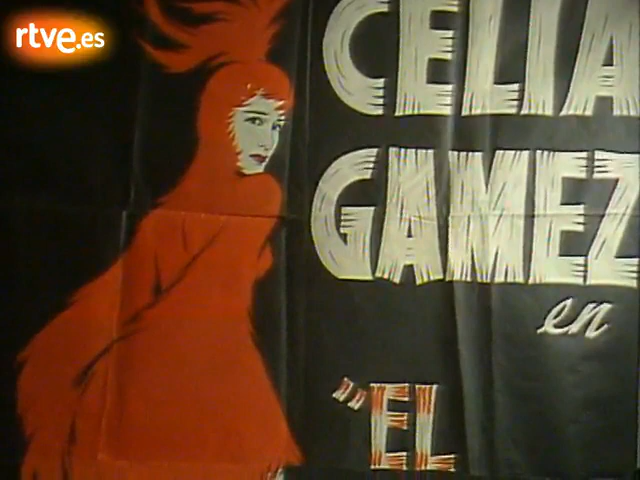 rtve.es
CELIA
GAMEZ
en
"EL